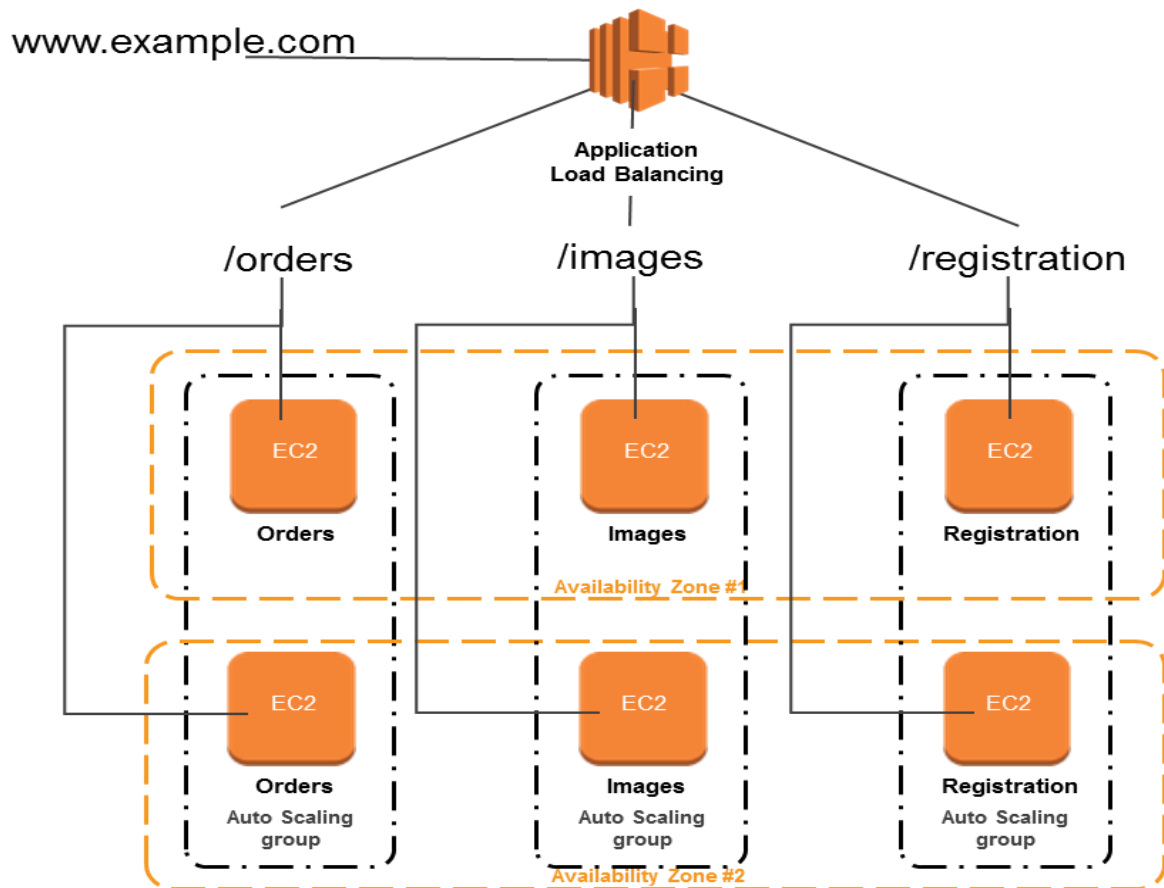 www.example.com
Application
Load Balancing
/orders
/images
/registration
EC2
EC2
EC2
Orders
Images
Registration
Availability Zone #1
EC2
EC2
EC2
Orders
Images
Registration
Auto Scaling
group
Auto Scaling
group
Auto Scaling
group
Availability Zone #2